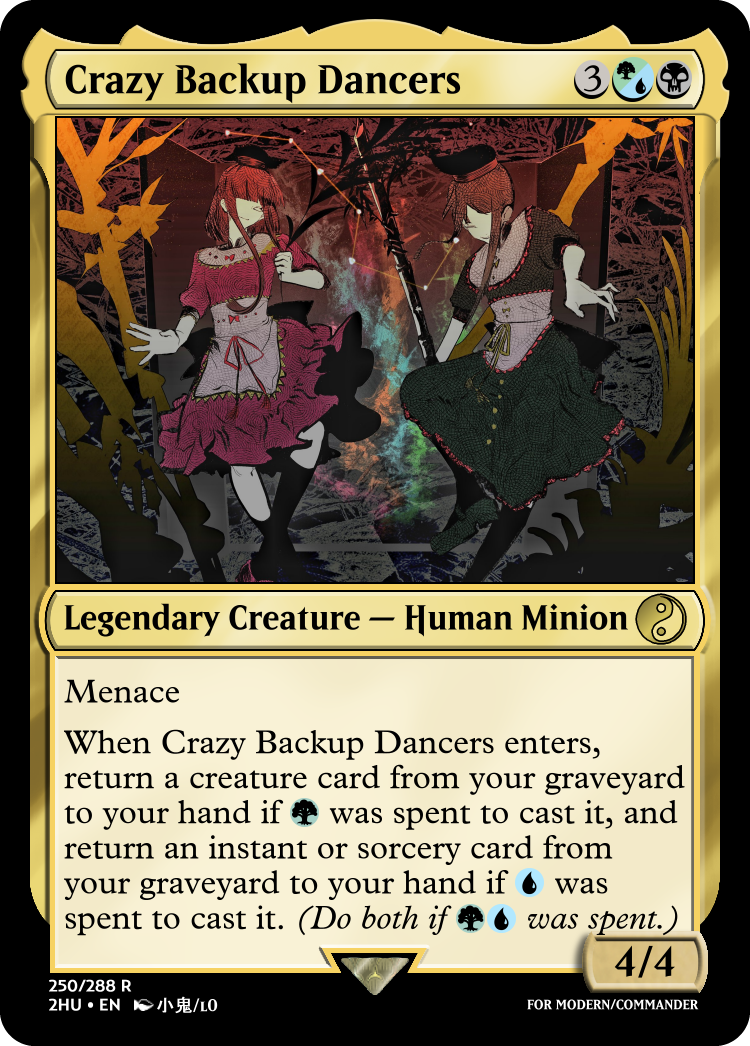 Crazy Backup Dancers 3
Legendary Creature — Human Minion
Menace
When Crazy Backup Dancers enters,
return a creature card from your graveyard
to your hand if was spent to cast it, and
return an instant or sorcery card from
your graveyard to your hand if was
spent to cast it. (Do both if was spent.)
4/4
250/288 R
2HU • EN 小鬼/LO
FOR MODERN/COMMANDER